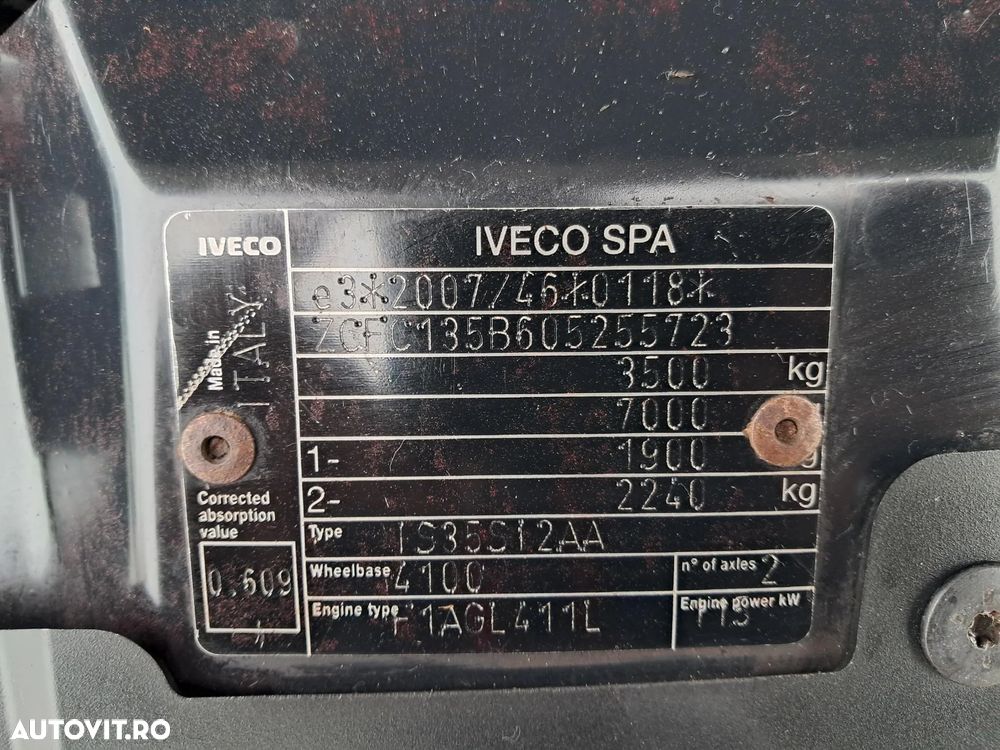 IVECO
IVECO SPA
e3*2007/46*0118*
ZCFC135B605255723
Made in
ITALY
3500 kg
7000
1- 1900
2- 2240 kg
Corrected
absorption
value
0.609
Type IS35SI2AA
Wheelbase 4100
n° of axles 2
Engine type F1AGL411L
Engine power kW
AUTOVIT.RO